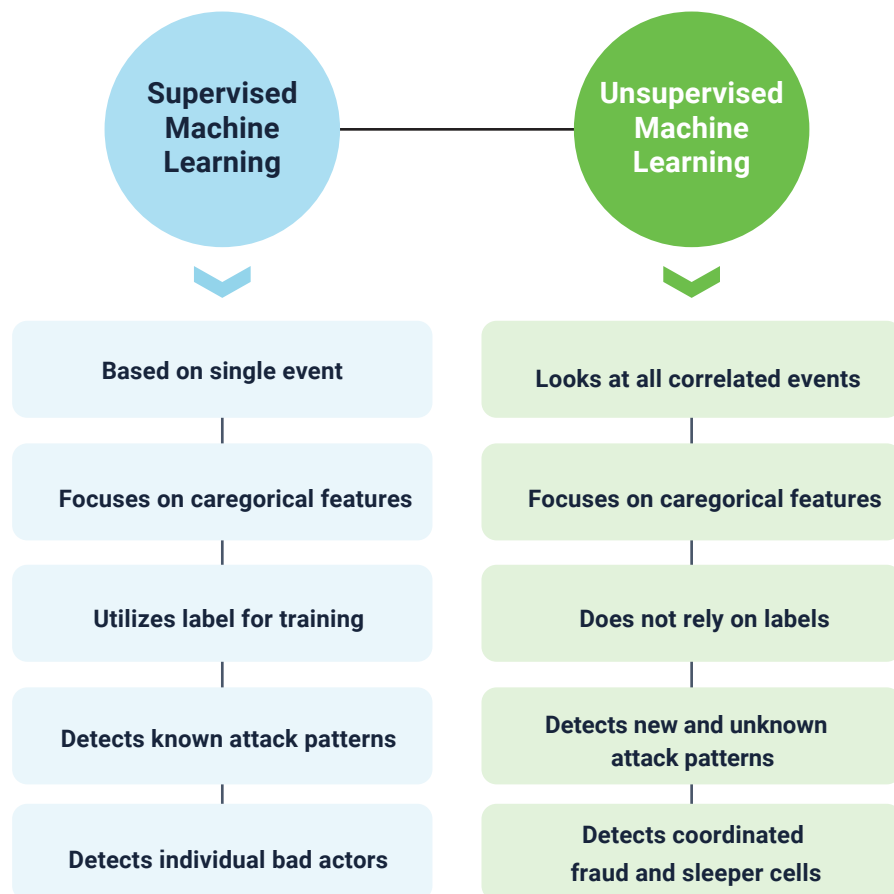 Supervised
Machine
Learning
Unsupervised
Machine
Learning
Based on single event
Looks at all correlated events
Focuses on caregorical features
Focuses on caregorical features
Utilizes label for training
Does not rely on labels
Detects known attack patterns
Detects new and unknown
attack patterns
Detects individual bad actors
Detects coordinated
fraud and sleeper cells